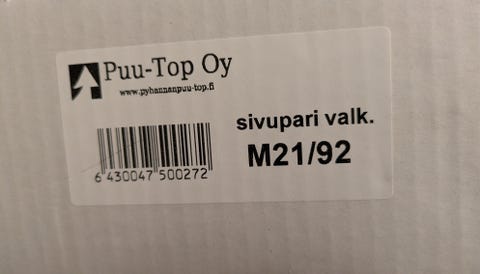 Puu-Top Oy
www.pyhannanpuu-top.fi
sivupari valk.
M21/92
6 430047 500272